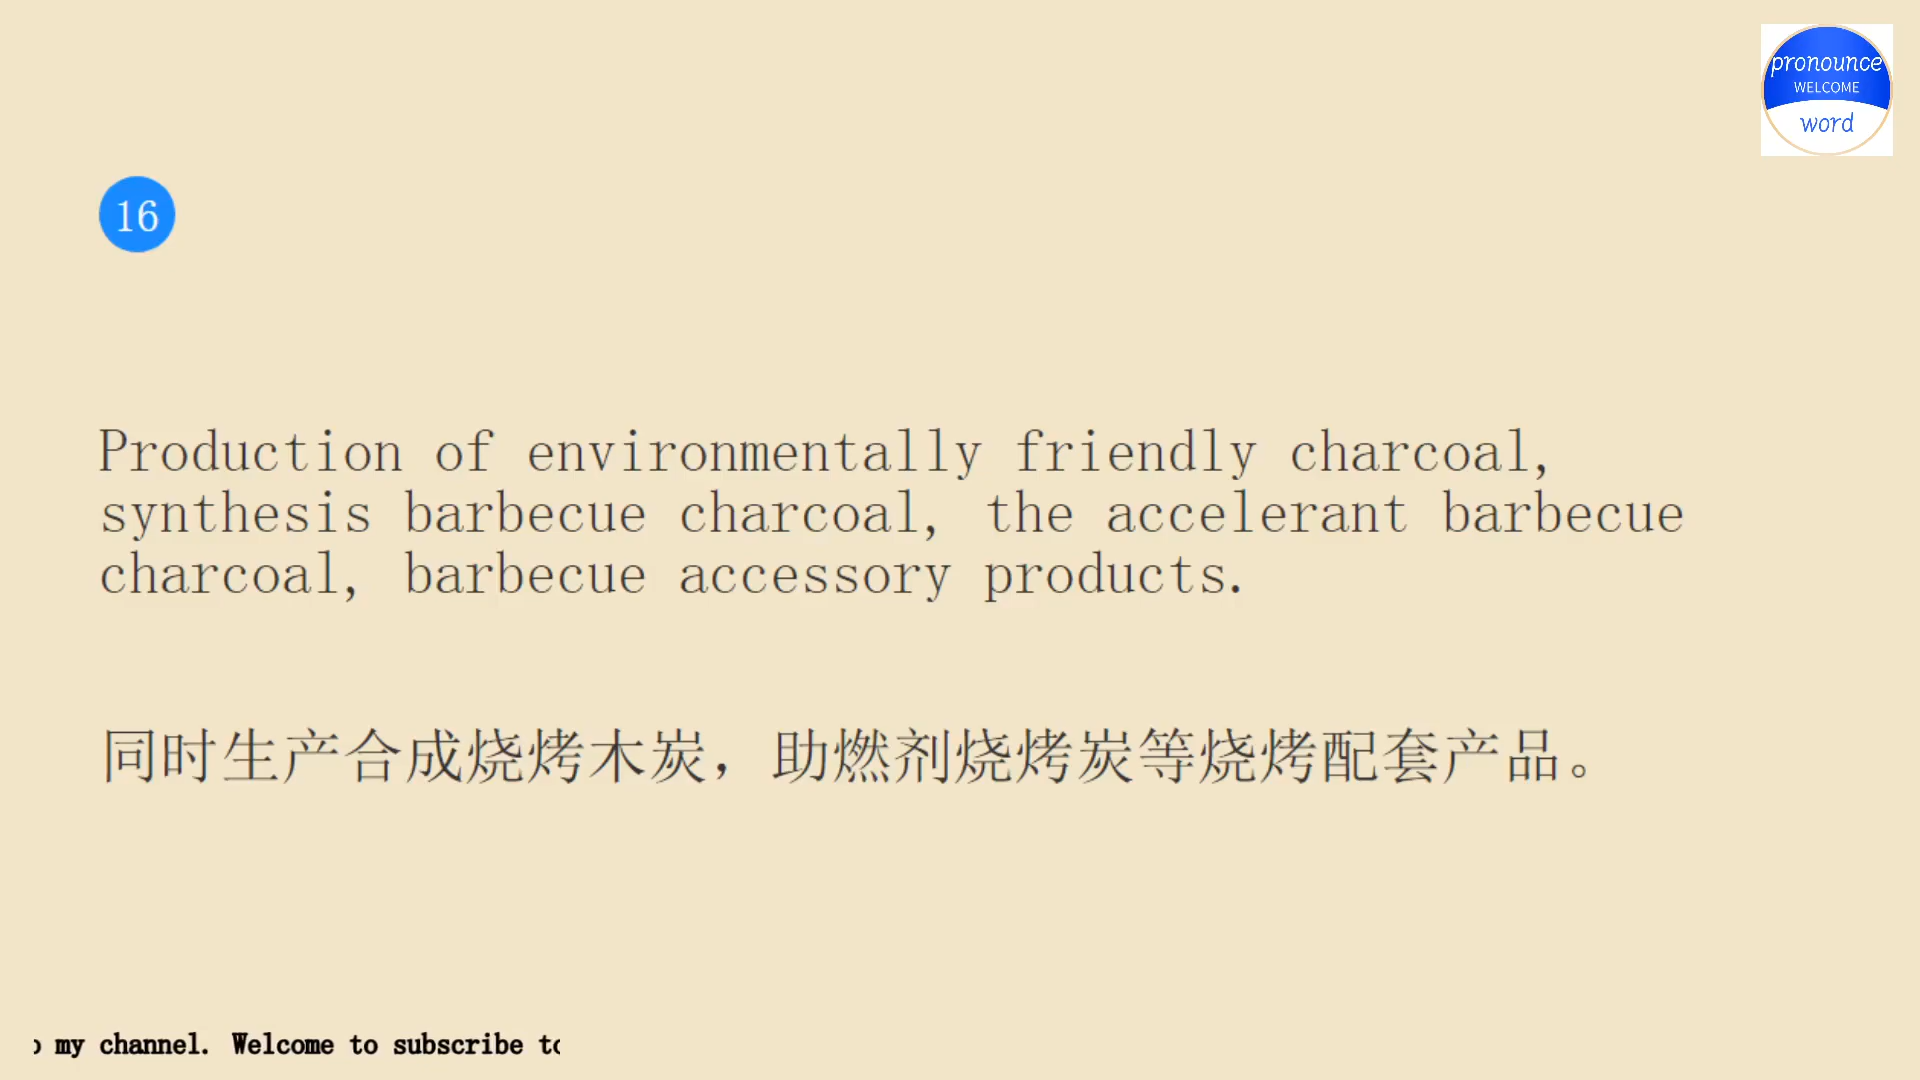 pronounce
WELCOME
word
16
Production of environmentally friendly charcoal,
synthesis barbecue charcoal, the accelerant barbecue
charcoal, barbecue accessory products.
同时生产合成烧烤木炭，助燃剂烧烤炭等烧烤配套产品。
my channel. Welcome to subscribe to